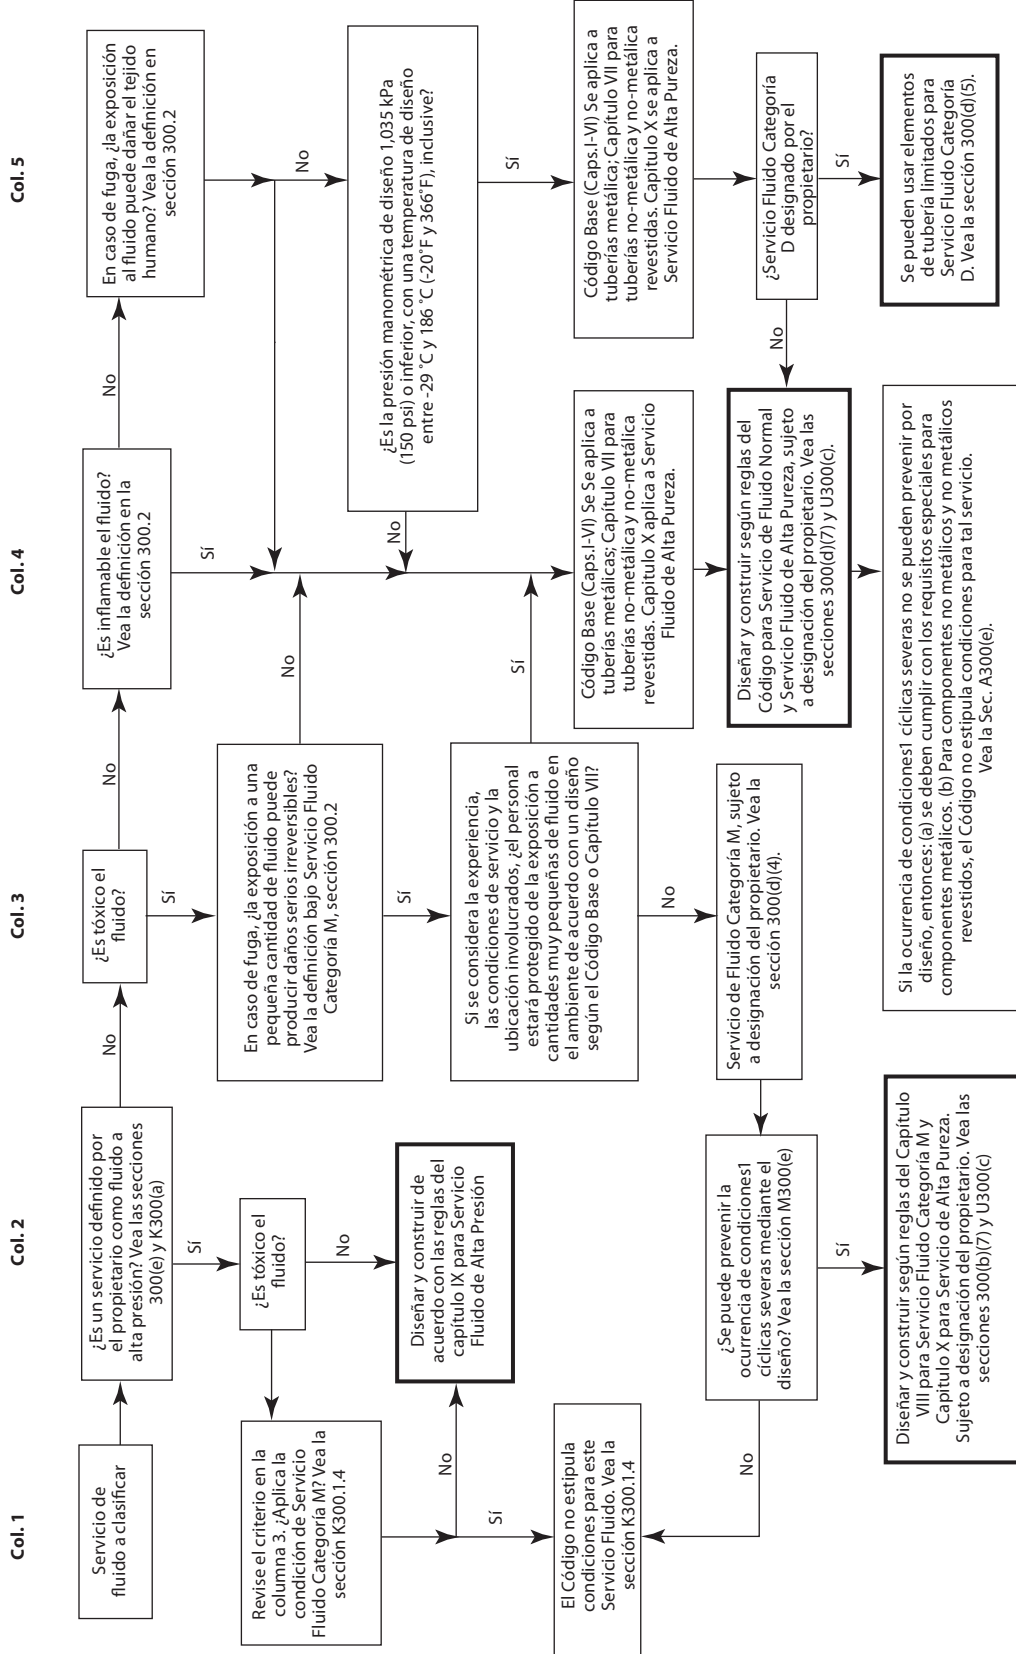 Col. 1
Col. 2
Col. 3
Col. 4
Col. 5
Servicio de
fluido a clasificar
¿Es un servicio definido por
el propietario como fluido a
alta presión? Vea las secciones
300(e) y K300(a)
No
¿Es tóxico el
fluido?
No
¿Es inflamable el fluido?
Vea la definición en la
sección 300.2
No
En caso de fuga, ¿la exposición
al fluido puede dañar el tejido
humano? Vea la definición en
sección 300.2
Sí
Sí
Sí
No
Revise el criterio en la
columna 3. ¿Aplica la
condición de Servicio
Fluido Categoría M? Vea la
sección K300.1.4
¿Es tóxico el
fluido?
No
En caso de fuga, ¿la exposición a una
pequeña cantidad de fluido puede
producir daños serios irreversibles?
Vea la definición bajo Servicio Fluido
Categoría M, sección 300.2
No
Sí
¿Es la presión manométrica de diseño 1,035 kPa
(150 psi) o inferior, con una temperatura de diseño
entre -29 °C y 186 °C (-20°F y 366°F), inclusive?
No
Sí
No
Sí
Diseñar y construir de
acuerdo con las reglas del
capítulo IX para Servicio
Fluido de Alta Presión
Si se considera la experiencia,
las condiciones de servicio y la
ubicación involucrados, ¿el personal
estará protegido de la exposición a
cantidades muy pequeñas de fluido en
el ambiente de acuerdo con un diseño
según el Código Base o Capítulo VII?
Sí
No
El Código no estipula
condiciones para este
Servicio Fluido. Vea la
sección K300.1.4
Código Base (Caps.I-VI) Se Se aplica a
tuberías metálicas; Capítulo VII para
tuberías no-metálica y no-metálica
revestidas. Capitulo X aplica a Servicio
Fluido de Alta Pureza.
Código Base (Caps.I-VI) Se aplica a
tuberías metálica; Capítulo VII para
tuberías no-metálica y no-metálica
revestidas. Capitulo X se aplica a
Servicio Fluido de Alta Pureza.
No
¿Se puede prevenir la
ocurrencia de condiciones1
cíclicas severas mediante el
diseño? Vea la sección M300(e)
Sí
Servicio de Fluido Categoría M, sujeto
a designación del propietario. Vea la
sección 300(d)(4).
Diseñar y construir según reglas del
Código para Servicio de Fluido Normal
y Servicio Fluido de Alta Pureza, sujeto
a designación del propietario. Vea las
secciones 300(d)(7) y U300(c).
No
¿Servicio Fluido Categoría
D designado por el
propietario?
Sí
Diseñar y construir según reglas del Capítulo
VIII para Servicio Fluido Categoría M y
Capitulo X para Servicio de Alta Pureza.
Sujeto a designación del propietario. Vea las
secciones 300(b)(7) y U300(c)
Si la ocurrencia de condiciones1 cíclicas severas no se pueden prevenir por
diseño, entonces: (a) se deben cumplir con los requisitos especiales para
componentes metálicos. (b) Para componentes no metálicos y no metálicos
revestidos, el Código no estipula condiciones para tal servicio.
Vea la Sec. A300(e).
Se pueden usar elementos
de tubería limitados para
Servicio Fluido Categoría
D. Vea la sección 300(d)(5).